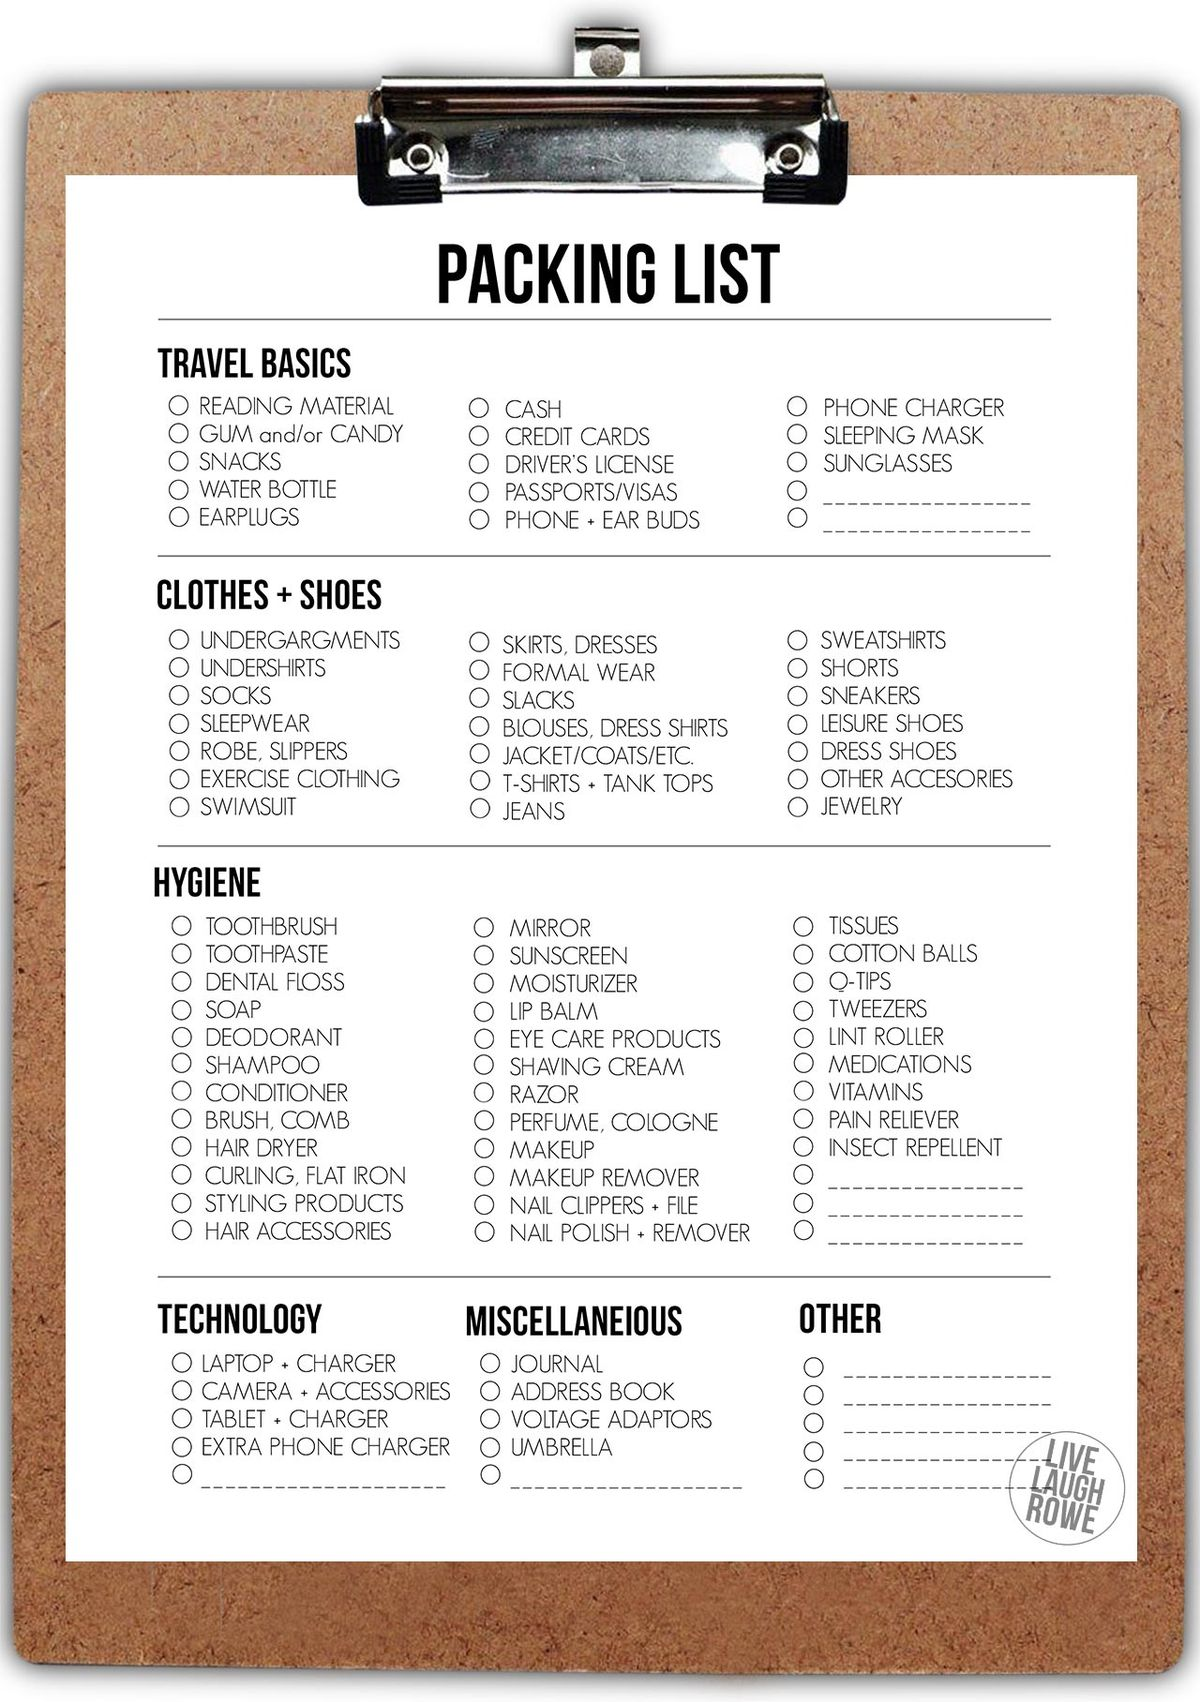 PACKING LIST
TRAVEL BASICS
READING MATERIAL
GUM and/or CANDY
SNACKS
WATER BOTTLE
EARPLUGS
CASH
CREDIT CARDS
DRIVER'S LICENSE
PASSPORTS/VISAS
PHONE + EAR BUDS
PHONE CHARGER
SLEEPING MASK
SUNGLASSES
CLOTHES + SHOES
UNDERGARGMENTS
UNDERSHIRTS
SOCKS
SLEEPWEAR
ROBE, SLIPPERS
EXERCISE CLOTHING
SWIMSUIT
SKIRTS, DRESSES
FORMAL WEAR
SLACKS
BLOUSES, DRESS SHIRTS
JACKET/COATS/ETC.
T-SHIRTS + TANK TOPS
JEANS
SWEATSHIRTS
SHORTS
SNEAKERS
LEISURE SHOES
DRESS SHOES
OTHER ACCESORIES
JEWELRY
HYGIENE
TOOTHBRUSH
TOOTHPASTE
DENTAL FLOSS
SOAP
DEODORANT
SHAMPOO
CONDITIONER
BRUSH, COMB
HAIR DRYER
CURLING, FLAT IRON
STYLING PRODUCTS
HAIR ACCESSORIES
MIRROR
SUNSCREEN
MOISTURIZER
LIP BALM
EYE CARE PRODUCTS
SHAVING CREAM
RAZOR
PERFUME, COLOGNE
MAKEUP
MAKEUP REMOVER
NAIL CLIPPERS + FILE
NAIL POLISH + REMOVER
TISSUES
COTTON BALLS
Q-TIPS
TWEEZERS
LINT ROLLER
MEDICATIONS
VITAMINS
PAIN RELIEVER
INSECT REPELLENT
TECHNOLOGY
LAPTOP + CHARGER
CAMERA + ACCESSORIES
TABLET + CHARGER
EXTRA PHONE CHARGER
MISCELLANEIOUS
JOURNAL
ADDRESS BOOK
VOLTAGE ADAPTORS
UMBRELLA
OTHER
LIVE
LAUGH
ROWE